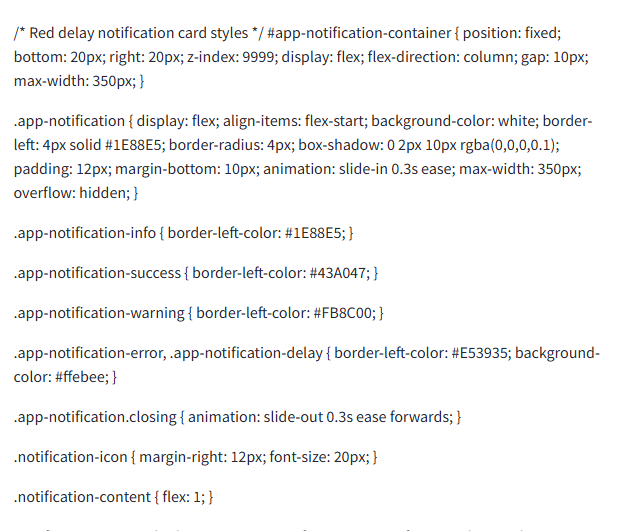 /* Red delay notification card styles */ #app-notification-container { position: fixed;
bottom: 20px; right: 20px; z-index: 9999; display: flex; flex-direction: column; gap: 10px;
max-width: 350px; }
.app-notification { display: flex; align-items: flex-start; background-color: white; border-
left: 4px solid #1E88E5; border-radius: 4px; box-shadow: 0 2px 10px rgba(0,0,0,0.1);
padding: 12px; margin-bottom: 10px; animation: slide-in 0.3s ease; max-width: 350px;
overflow: hidden; }
.app-notification-info { border-left-color: #1E88E5; }
.app-notification-success { border-left-color: #43A047; }
.app-notification-warning { border-left-color: #FB8C00; }
.app-notification-error, .app-notification-delay { border-left-color: #E53935; background-
color: #ffebee; }
.app-notification.closing { animation: slide-out 0.3s ease forwards; }
.notification-icon { margin-right: 12px; font-size: 20px; }
.notification-content { flex: 1; }